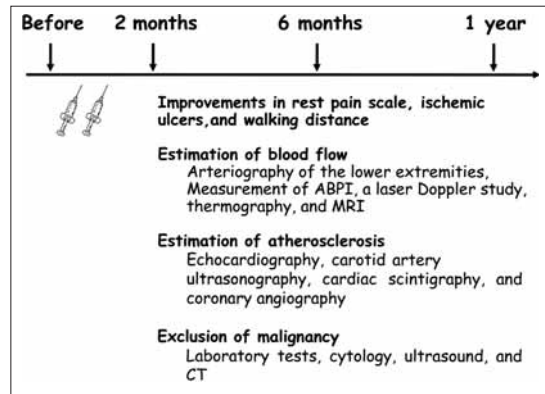 Before 2 months 6 months 1 year
Improvements in rest pain scale, ischemic
ulcers,and walking distance
Estimation of blood flow
Arteriography of the lower extremities,
Measurement of ABPI, a laser Doppler study,
thermography, and MRI
Estimation of atherosclerosis
Echocardiography, carotid artery
ultrasonography, cardiac scintigraphy, and
coronary angiography
Exclusion of malignancy
Laboratory tests, cytology, ultrasound, and
CT